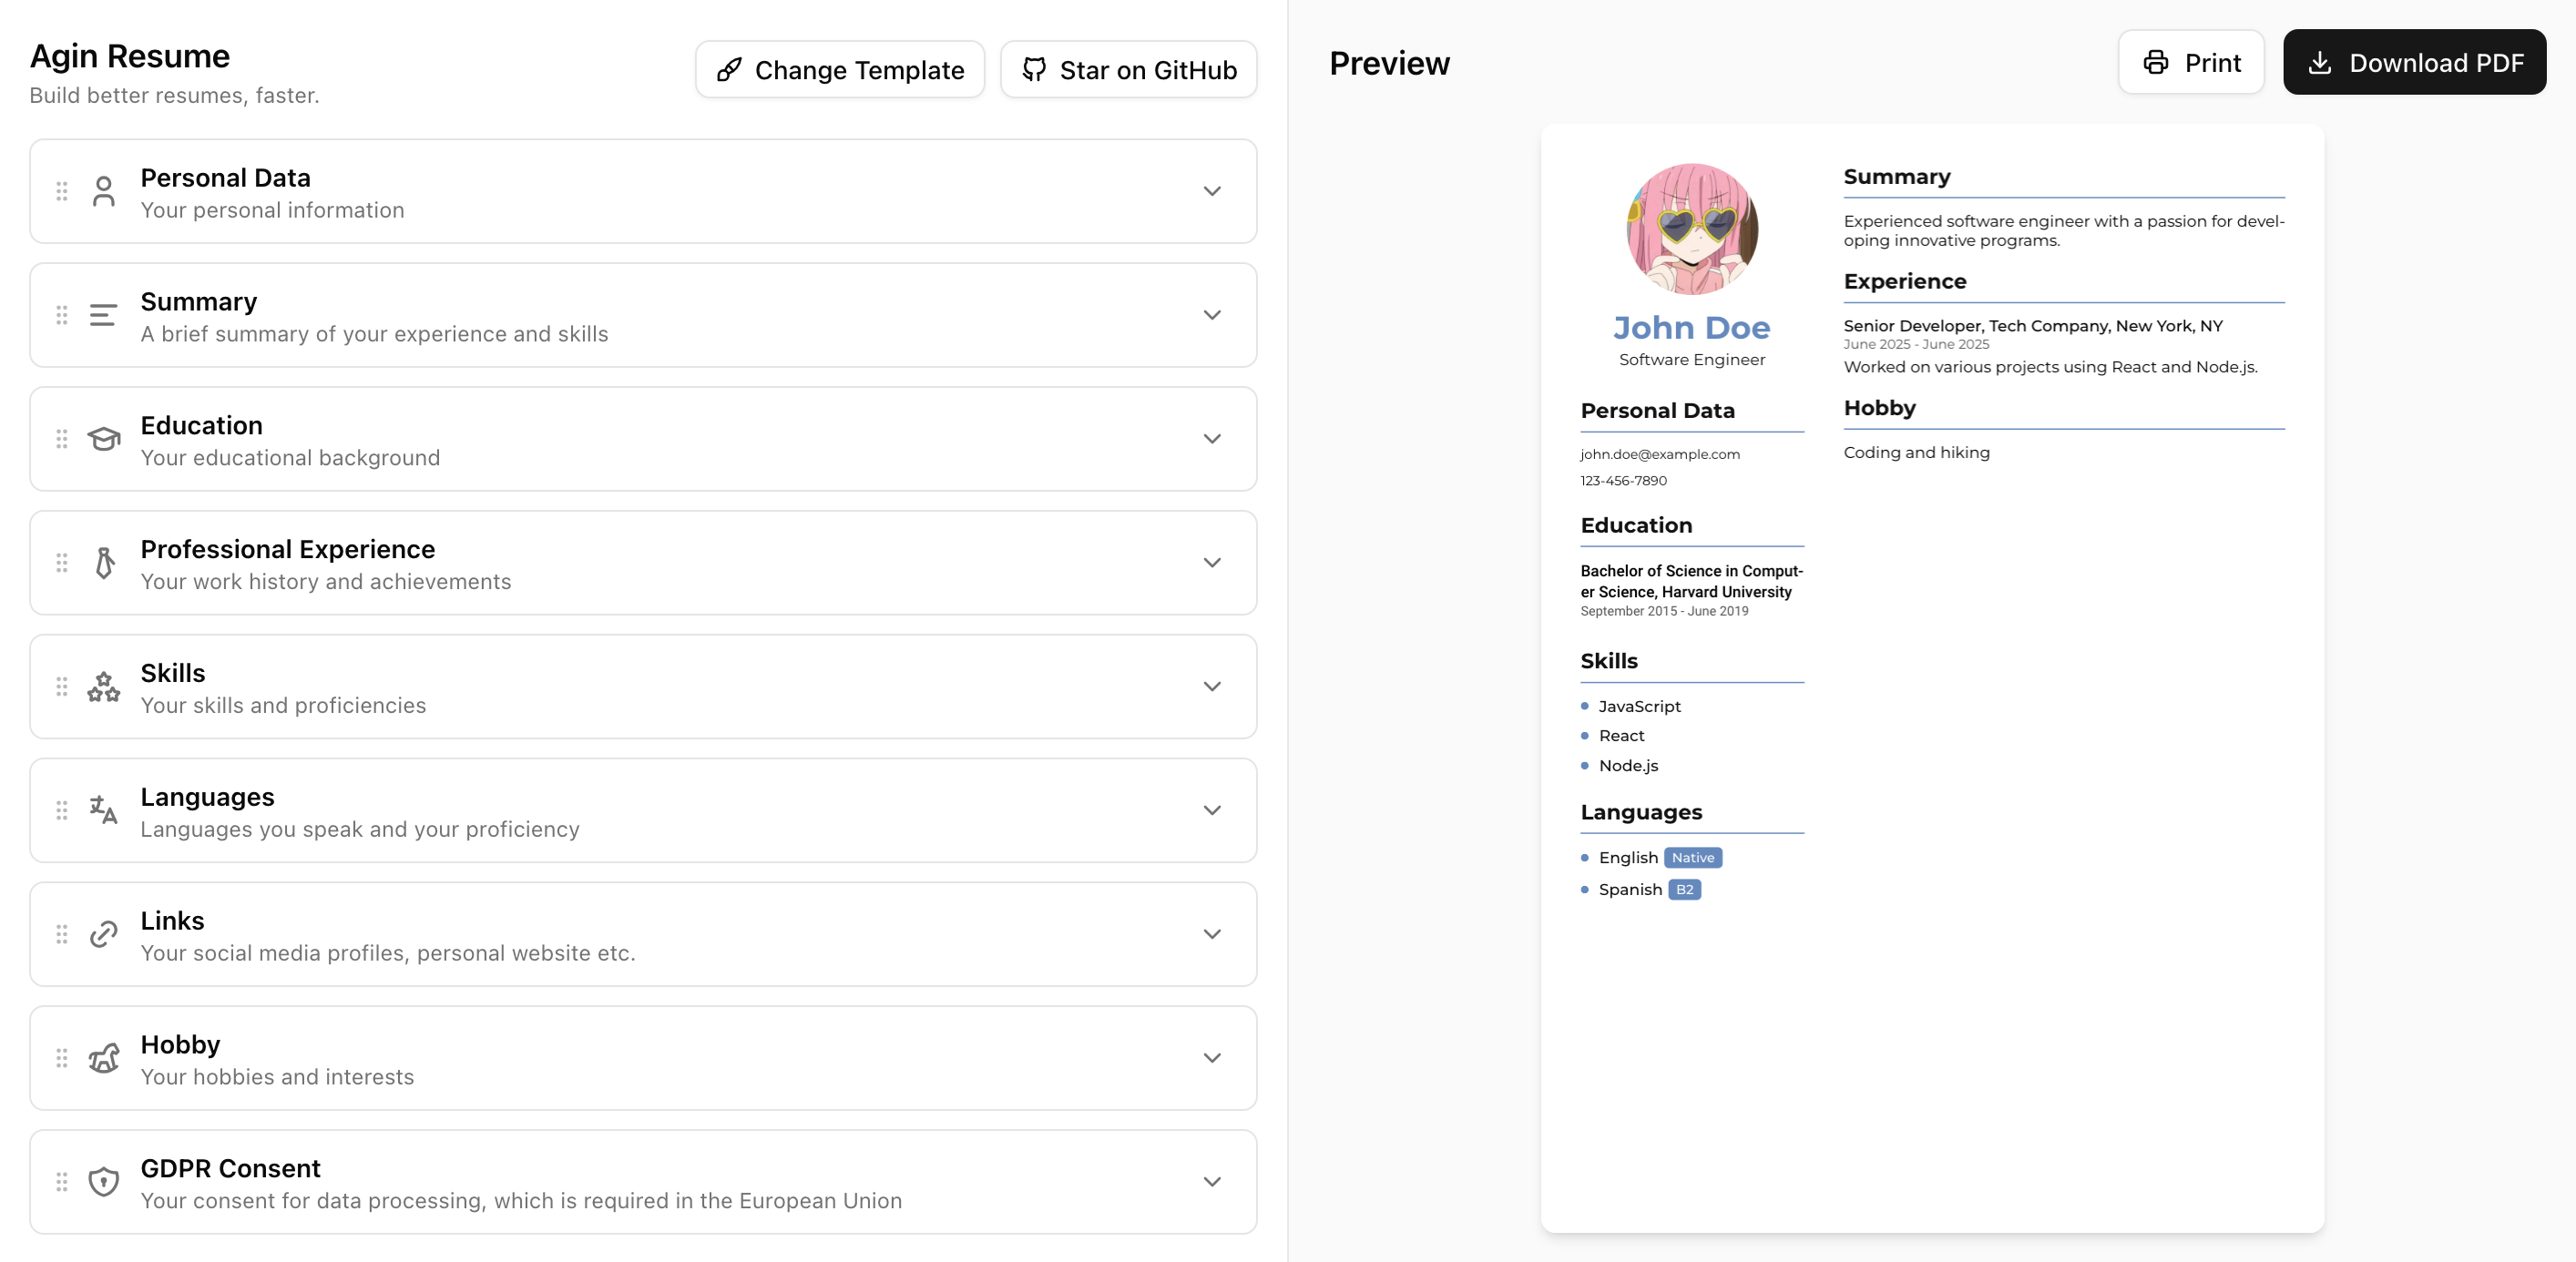 Agin Resume
Build better resumes, faster.
Change Template
Star on GitHub
Personal Data
Your personal information
Summary
A brief summary of your experience and skills
Education
Your educational background
Professional Experience
Your work history and achievements
Skills
Your skills and proficiencies
Languages
Languages you speak and your proficiency
Links
Your social media profiles, personal website etc.
Hobby
Your hobbies and interests
GDPR Consent
Your consent for data processing, which is required in the European Union
Preview
Print
Download PDF
John Doe
Software Engineer
Personal Data
john.doe@example.com
123-456-7890
Education
Bachelor of Science in Comput-
er Science, Harvard University
September 2015 - June 2019
Skills
JavaScript
React
Node.js
Languages
English Native
Spanish B2
Summary
Experienced software engineer with a passion for devel-
oping innovative programs.
Experience
Senior Developer, Tech Company, New York, NY
June 2025 - June 2025
Worked on various projects using React and Node.js.
Hobby
Coding and hiking